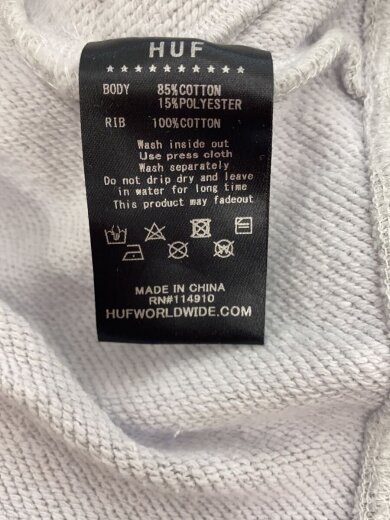 HUF
BODY 85%COTTON
15%POLYESTER
RIB 100%COTTON
Wash inside out
Use press cloth
Wash separately
Do not drip dry and leave
in water for long time
This product may fadeout
MADE IN CHINA
RN#114910
HUFWORLDWIDE.COM